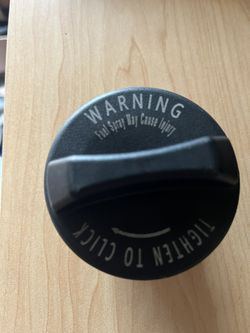 WARNING
Fuel Spray May Cause Injury
TIGHTEN TO CLICK